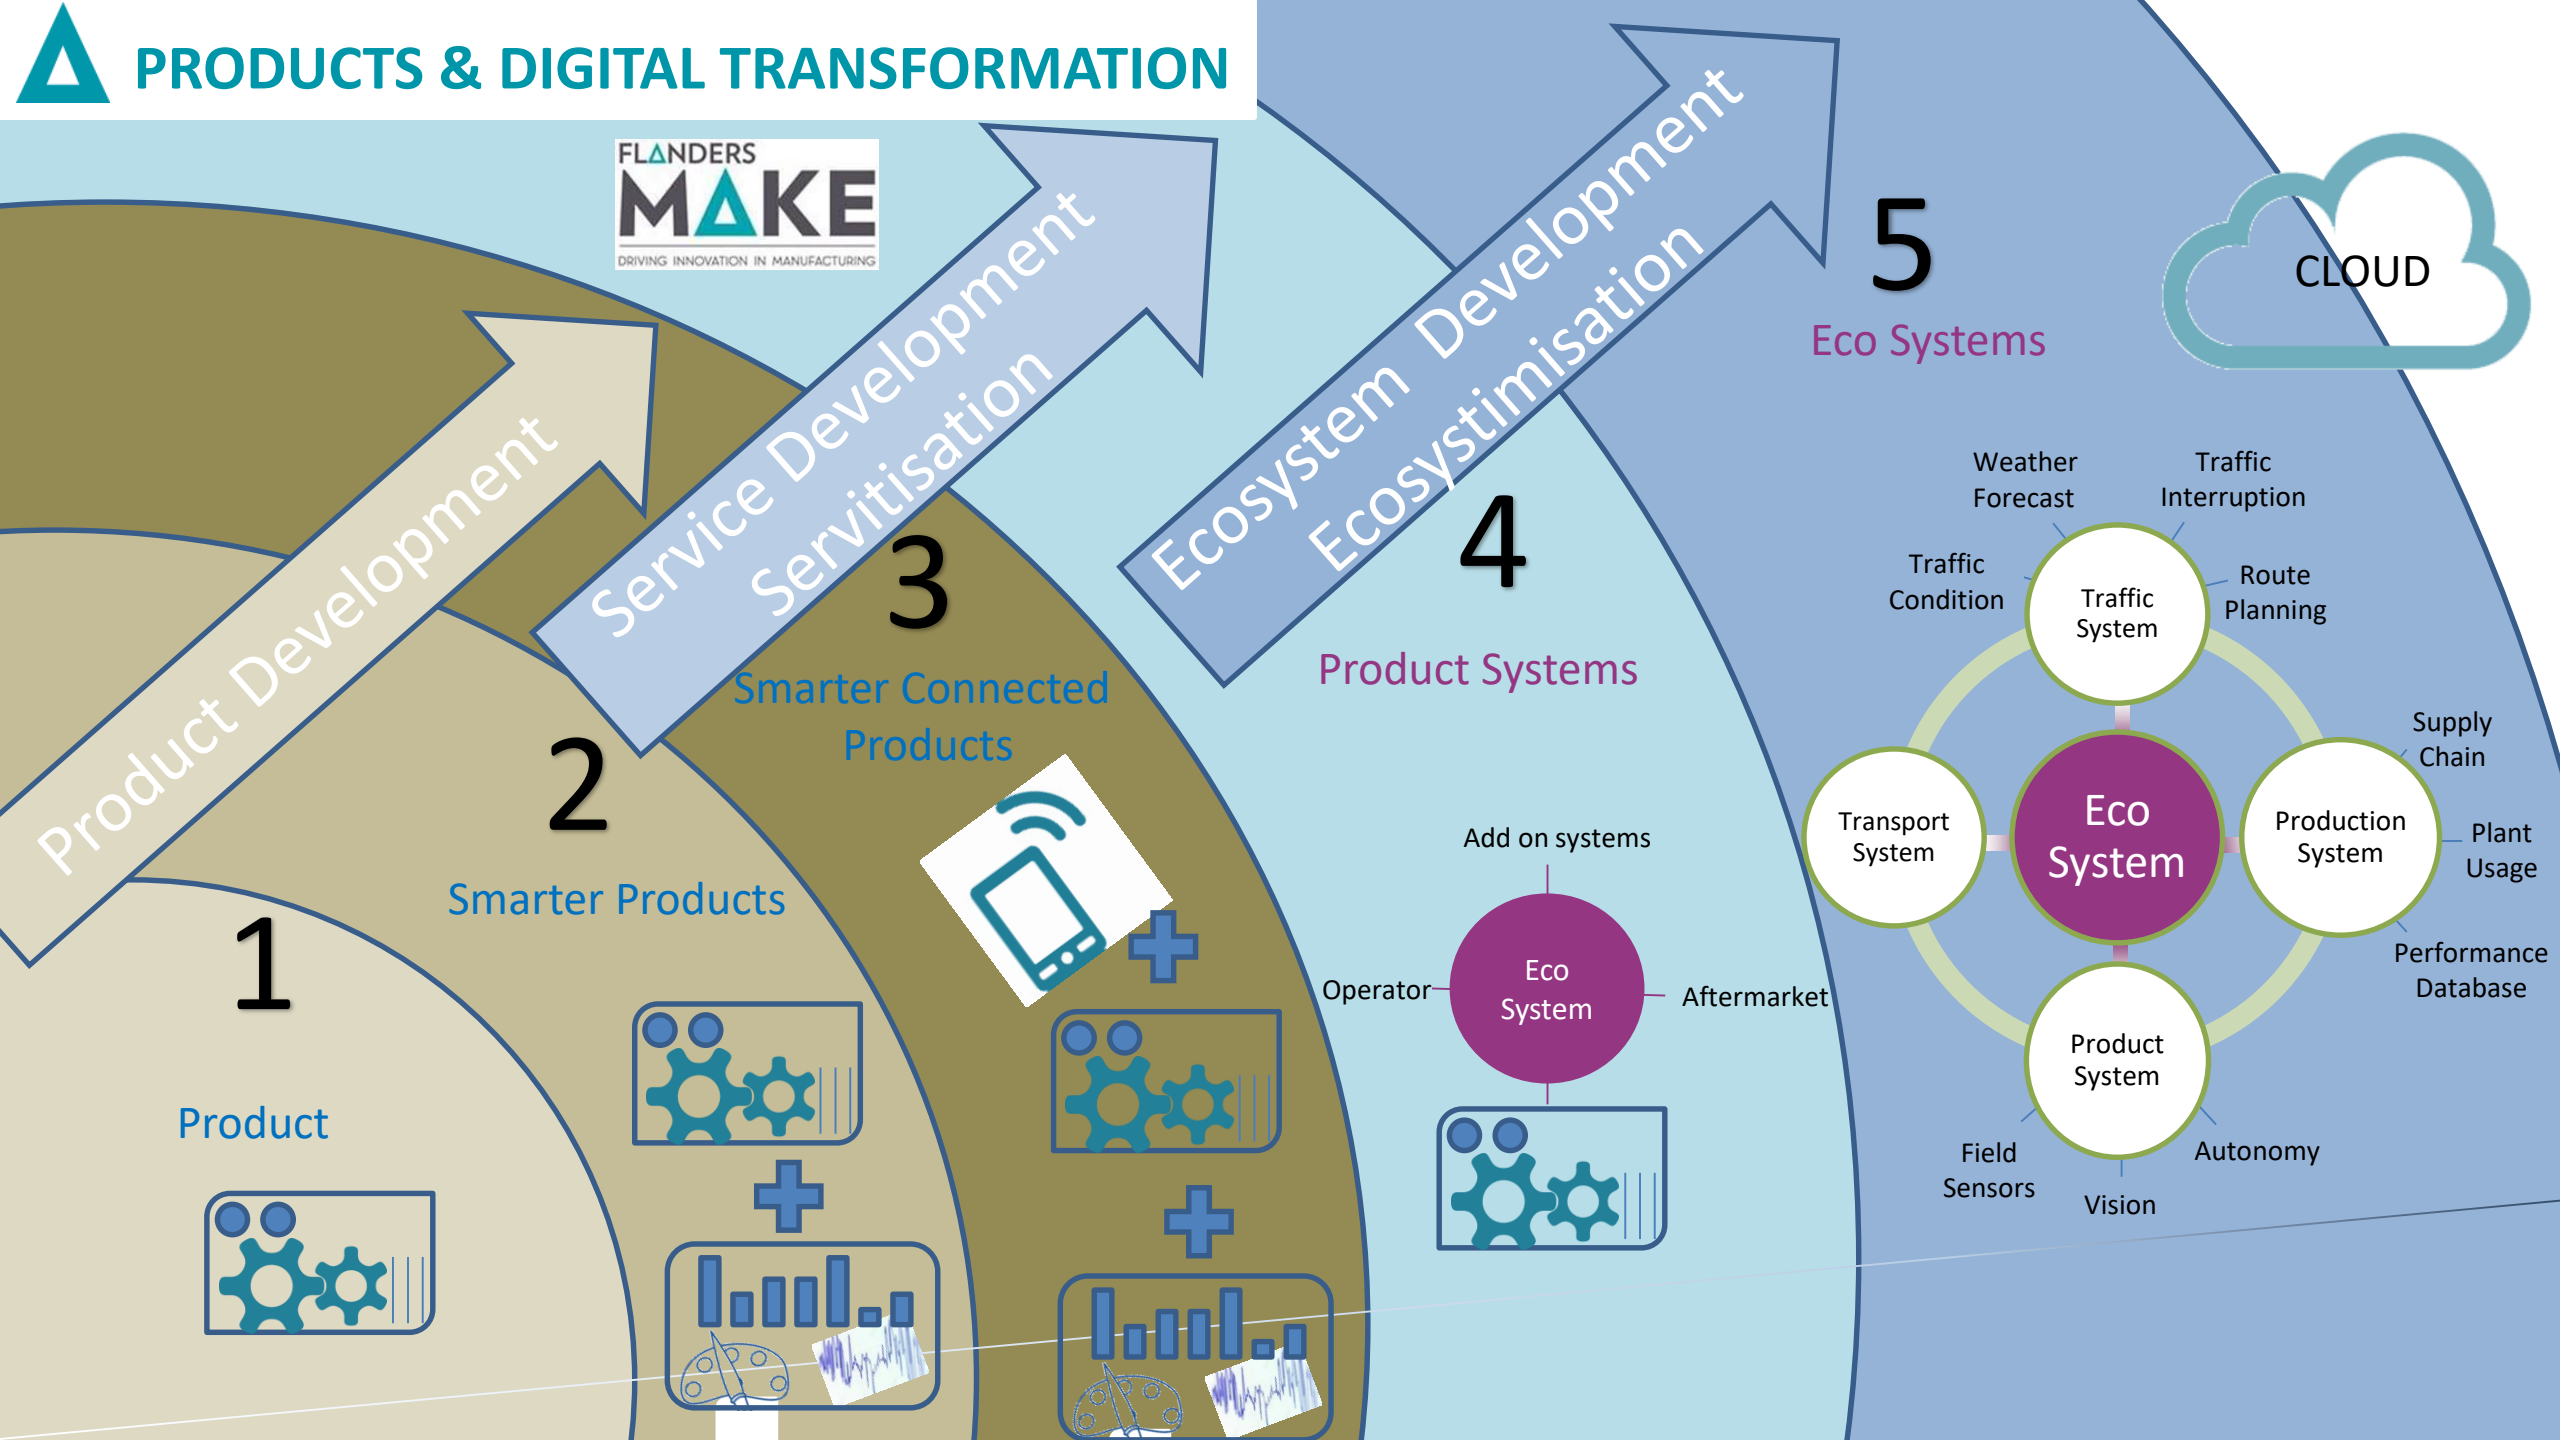 PRODUCTS & DIGITAL TRANSFORMATION
FLANDERS
MAKE
DRIVING INNOVATION IN MANUFACTURING
Product Development
Service Development
Servitisation
Ecosystem Development
Ecosystimisation
1
Product
2
Smarter Products
3
Smarter Connected
Products
4
Product Systems
Add on systems
Operator
Eco
System
Aftermarket
5
Eco Systems
CLOUD
Weather
Forecast
Traffic
Interruption
Traffic
Condition
Route
Planning
Traffic
System
Supply
Chain
Transport
System
Eco
System
Production
System
Plant
Usage
Performance
Database
Product
System
Field
Sensors
Vision
Autonomy